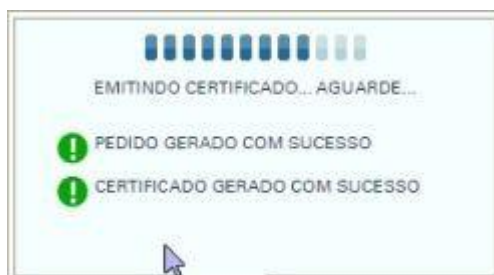 EMITINDO CERTIFICADO... AGUARDE...
PEDIDO GERADO COM SUCESSO
CERTIFICADO GERADO COM SUCESSO